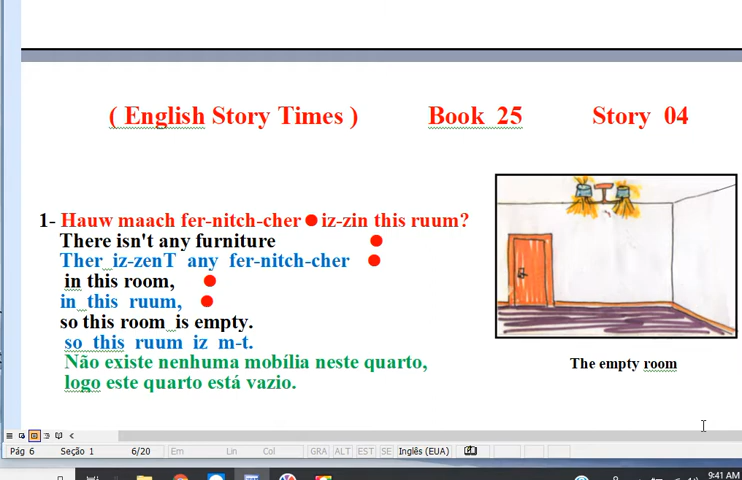 ( English Story Times ) Book 25 Story 04
1- Hauw maach fer-nitch-cher iz-zin this ruum?
There isn't any furniture
Ther iz-zenT any fer-nitch-cher
in this room,
in this ruum,
so this room is empty.
so this ruum iz m-t.
Não existe nenhuma mobília neste quarto,
logo este quarto está vazio.
The empty room
Pág 6 Seção 1 6/20 Em Lin Col GRA ALT EST SE Inglês (EUA)
9:41 AM